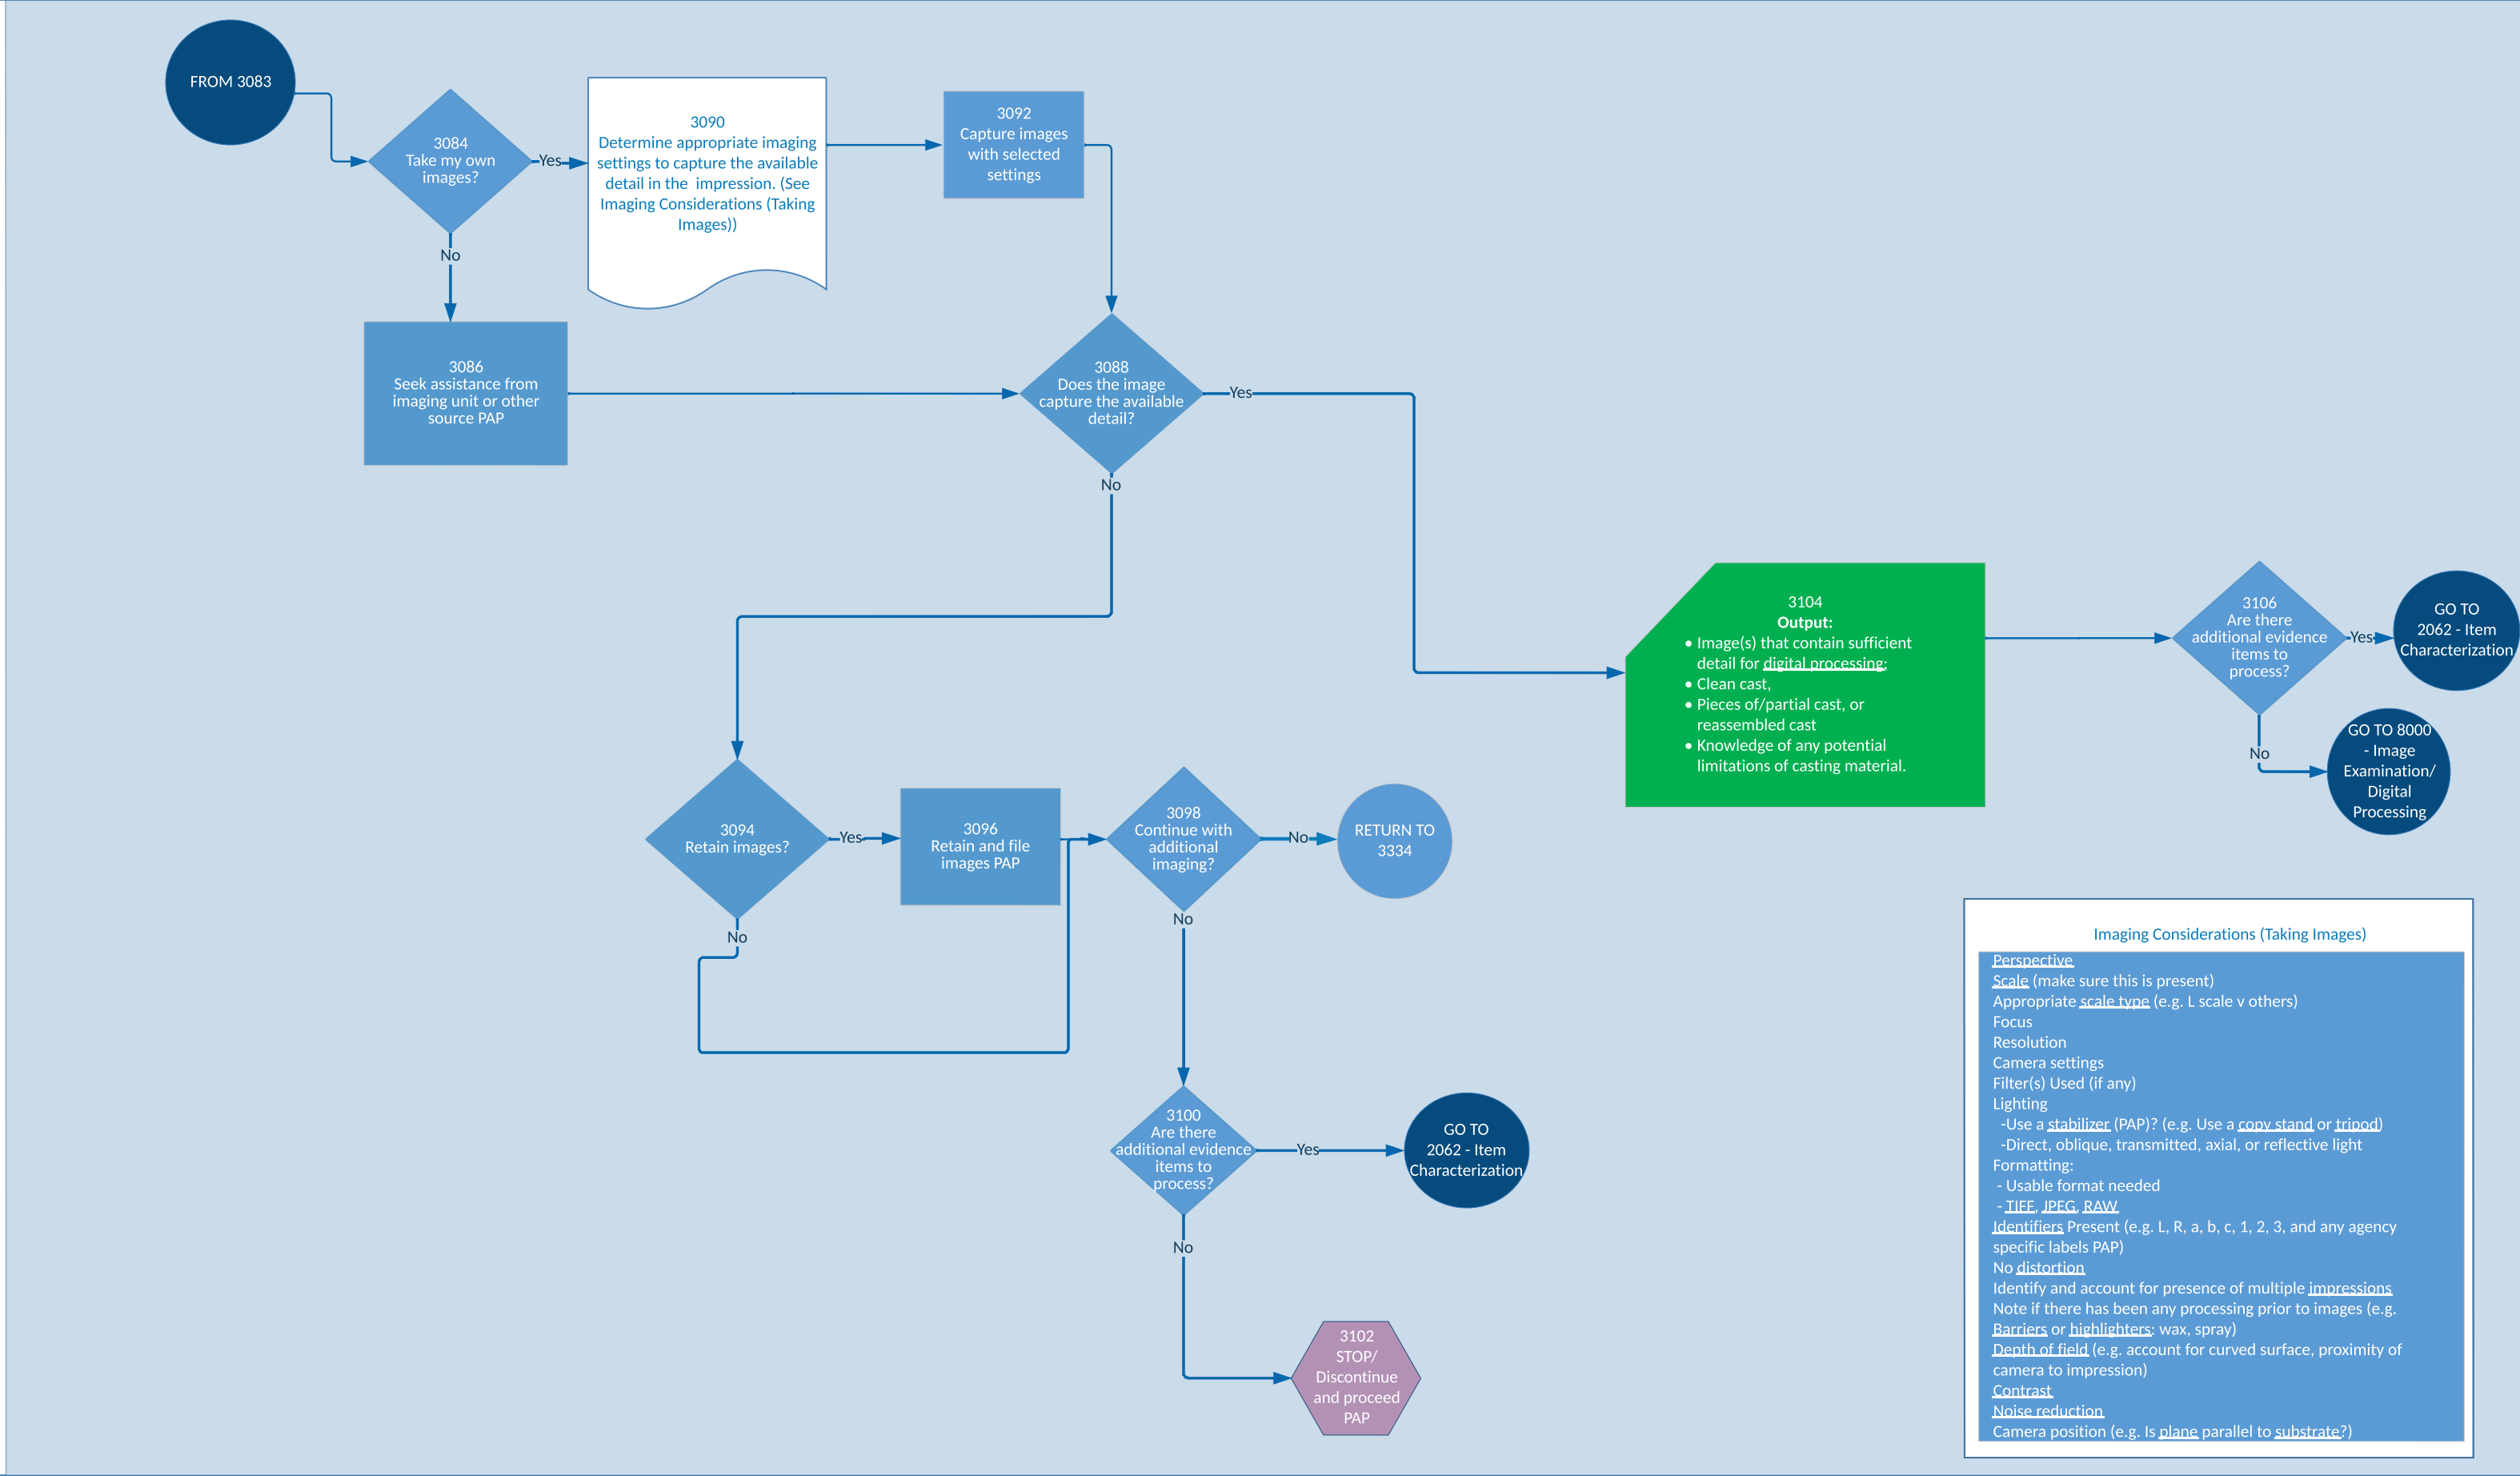 FROM 3083
3084
Take my own
images?
Yes
No
3090
Determine appropriate imaging
settings to capture the available
detail in the  impression. (See
Imaging Considerations (Taking
Images))
3092
Capture images
with selected
settings
3086
Seek assistance from
imaging unit or other
source PAP
3088
Does the image
capture the available
detail?
Yes
No
3104
Output:
• Image(s) that contain sufficient
detail for digital processing;
• Clean cast,
• Pieces of/partial cast, or
reassembled cast
• Knowledge of any potential
limitations of casting material.
3106
Are there
additional evidence
items to
process?
Yes
GO TO
2062 - Item
Characterization
No
GO TO 8000
- Image
Examination/
Digital
Processing
3094
Retain images?
Yes
No
3096
Retain and file
images PAP
3098
Continue with
additional
imaging?
No
RETURN TO
3334
No
3100
Are there
additional evidence
items to
process?
Yes
GO TO
2062 - Item
Characterization
No
3102
STOP/
Discontinue
and proceed
PAP
Imaging Considerations (Taking Images)
Perspective
Scale (make sure this is present)
Appropriate scale type (e.g. L scale v others)
Focus
Resolution
Camera settings
Filter(s) Used (if any)
Lighting
-Use a stabilizer (PAP)? (e.g. Use a copy stand or tripod)
-Direct, oblique, transmitted, axial, or reflective light
Formatting:
- Usable format needed
- TIFF, JPEG, RAW
Identifiers Present (e.g. L, R, a, b, c, 1, 2, 3, and any agency
specific labels PAP)
No distortion
Identify and account for presence of multiple impressions
Note if there has been any processing prior to images (e.g.
Barriers or highlighters: wax, spray)
Depth of field (e.g. account for curved surface, proximity of
camera to impression)
Contrast
Noise reduction
Camera position (e.g. Is plane parallel to substrate?)